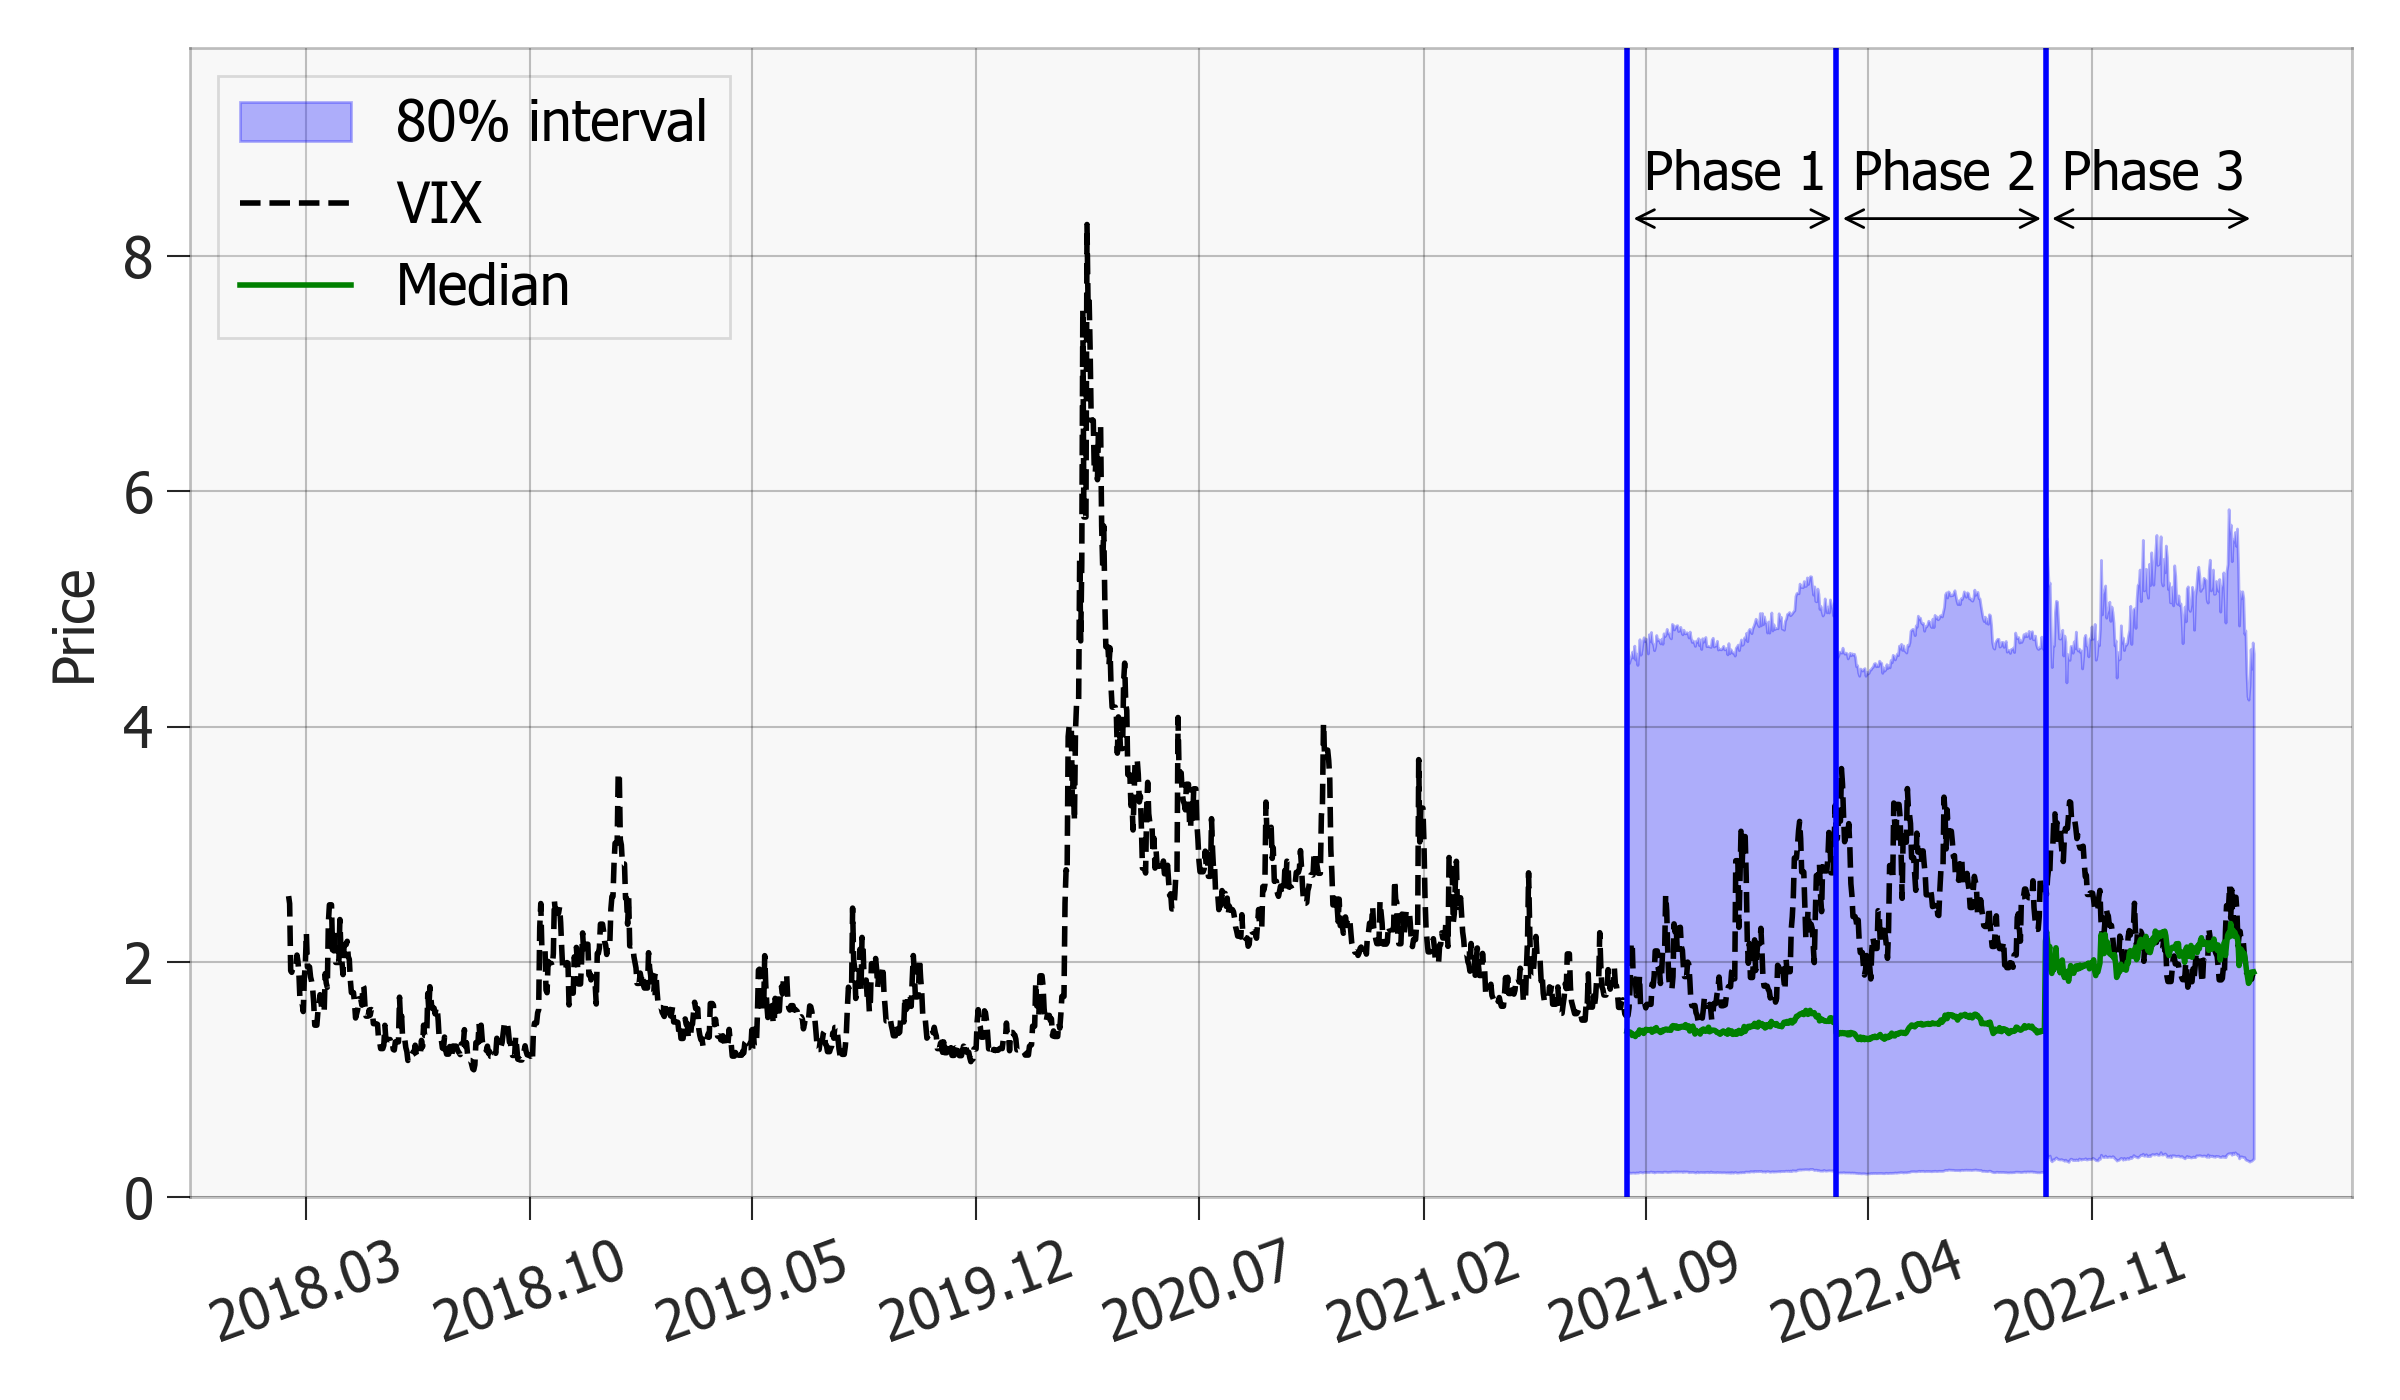 80% interval
VIX
Median
Phase 1
Phase 2
Phase 3
Price
8
6
4
2
0
2018.03
2018.10
2019.05
2019.12
2020.07
2021.02
2021.09
2022.04
2022.11